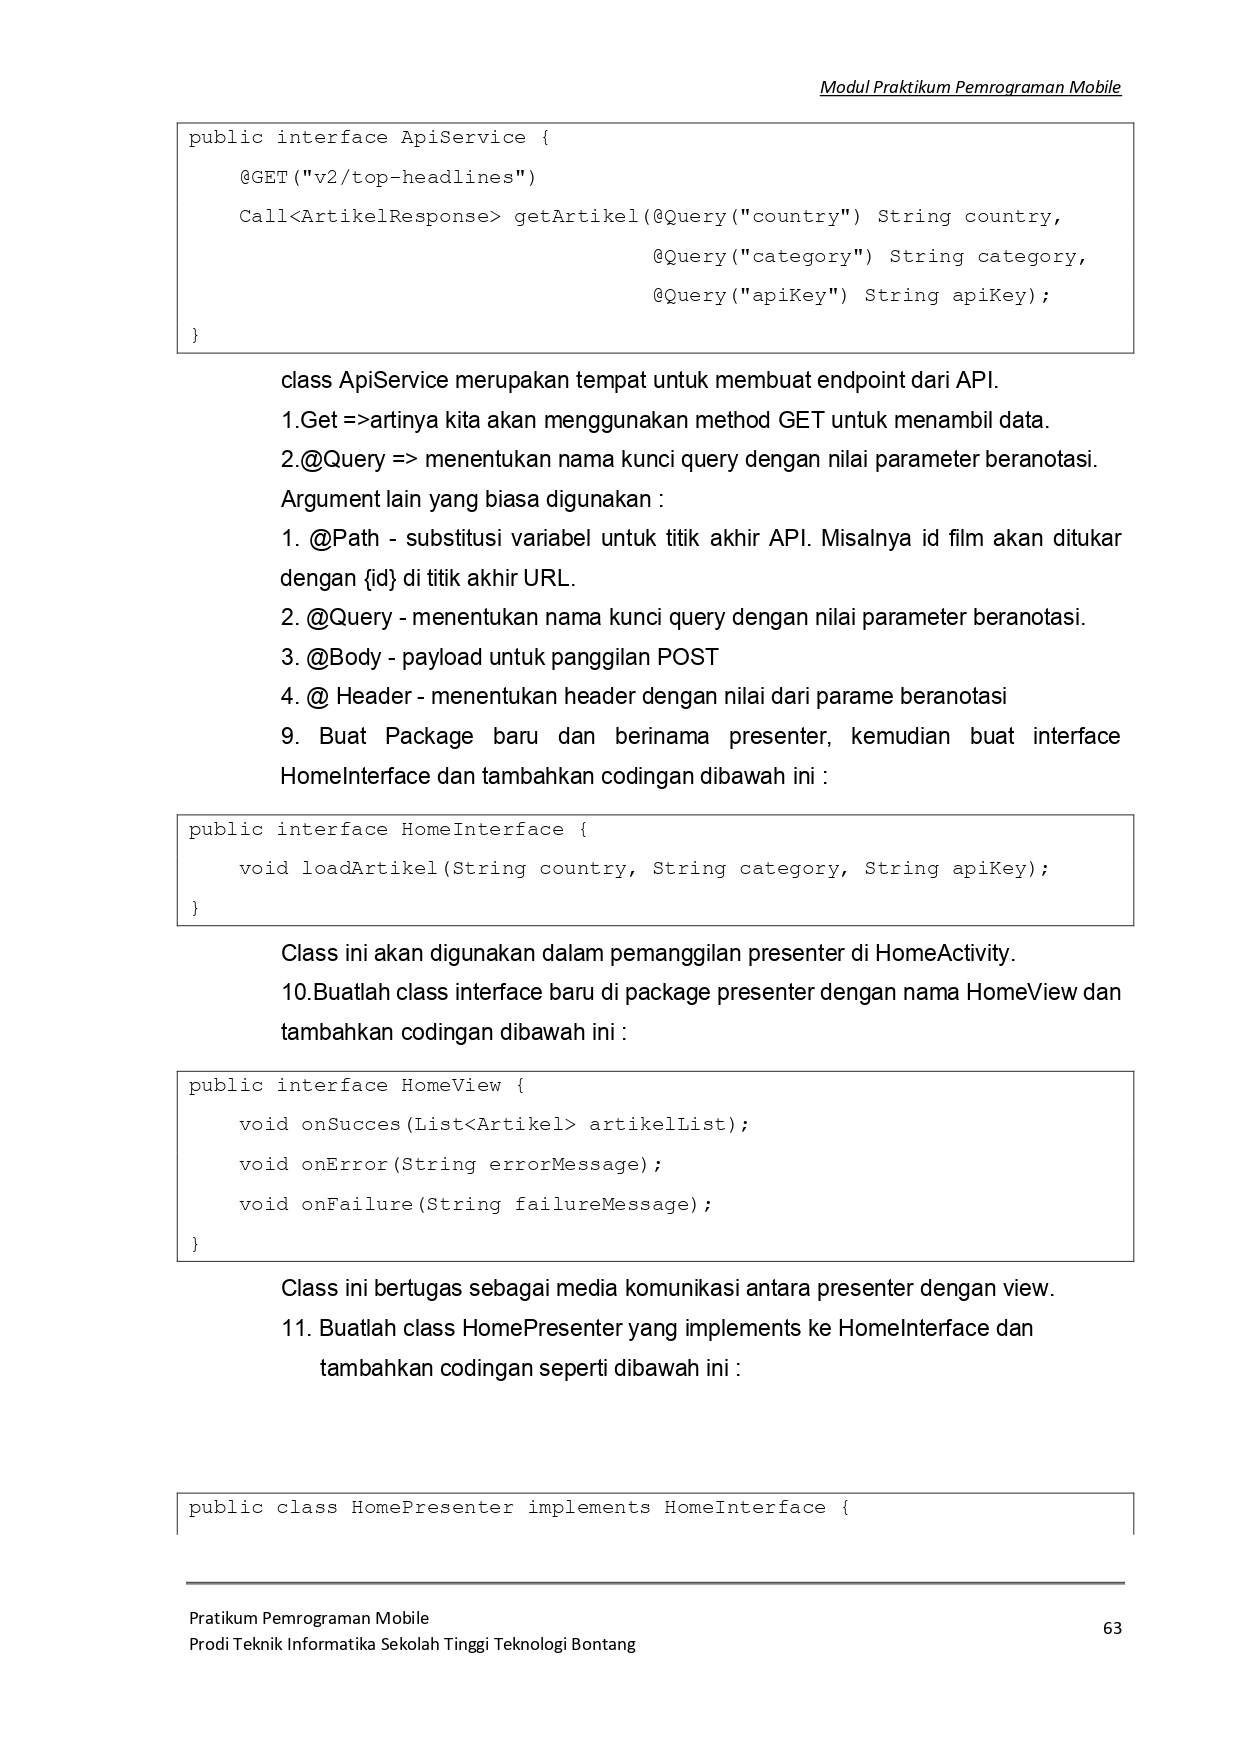 Modul Praktikum Pemrograman Mobile
public interface ApiService {
@GET("v2/top-headlines")
Call<ArtikelResponse> getArtikel(@Query("country") String country,
@Query("category") String category,
@Query("apiKey") String apiKey);
}
class ApiService merupakan tempat untuk membuat endpoint dari API.
1.Get =>artinya kita akan menggunakan method GET untuk menambil data.
2.@Query => menentukan nama kunci query dengan nilai parameter beranotasi.
Argument lain yang biasa digunakan :
1. @Path - substitusi variabel untuk titik akhir API. Misalnya id film akan ditukar
dengan {id} di titik akhir URL.
2. @Query - menentukan nama kunci query dengan nilai parameter beranotasi.
3. @Body - payload untuk panggilan POST
4. @ Header - menentukan header dengan nilai dari parame beranotasi
9. Buat Package baru dan berinama presenter, kemudian buat interface
HomeInterface dan tambahkan codingan dibawah ini :
public interface HomeInterface {
void loadArtikel(String country, String category, String apiKey);
}
Class ini akan digunakan dalam pemanggilan presenter di HomeActivity.
10.Buatlah class interface baru di package presenter dengan nama HomeView dan
tambahkan codingan dibawah ini :
public interface HomeView {
void onSucces(List<Artikel> artikelList);
void onError(String errorMessage);
void onFailure(String failureMessage);
}
Class ini bertugas sebagai media komunikasi antara presenter dengan view.
11. Buatlah class HomePresenter yang implements ke HomeInterface dan
tambahkan codingan seperti dibawah ini :
public class HomePresenter implements HomeInterface {
Pratikum Pemrograman Mobile
Prodi Teknik Informatika Sekolah Tinggi Teknologi Bontang
63